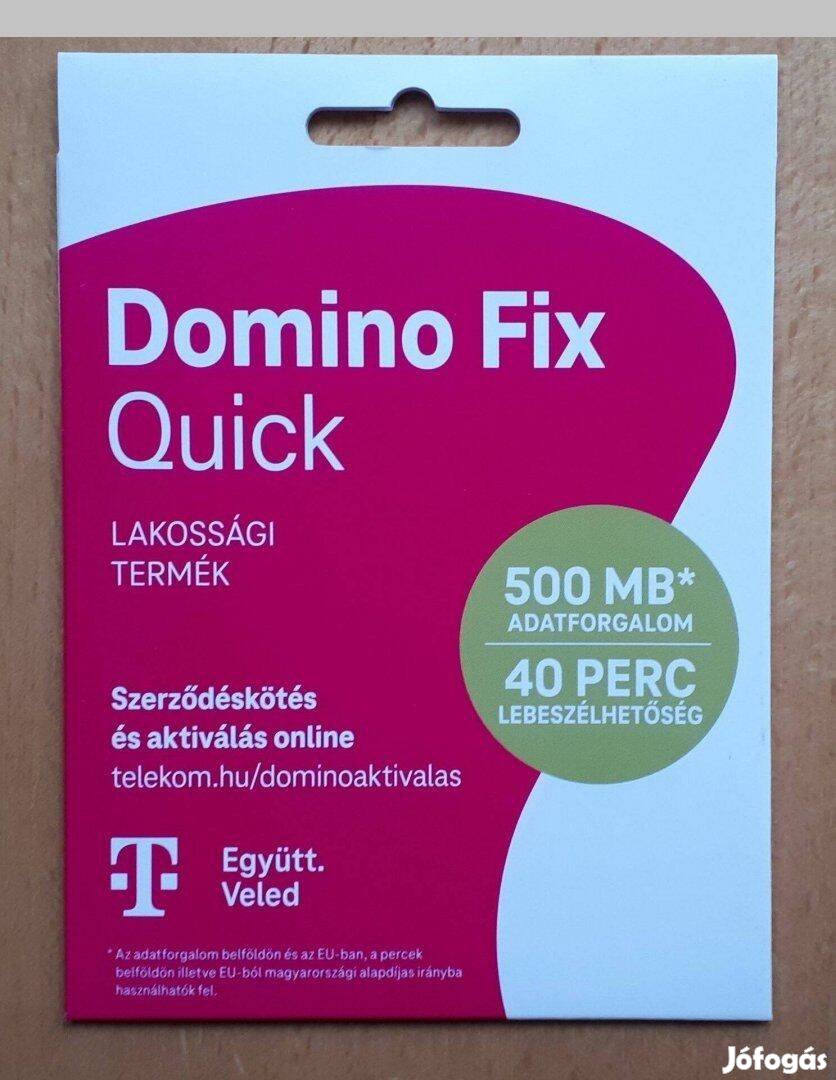 Domino Fix
Quick
LAKOSSÁGI
TERMÉK
500 MB*
ADATFORGALOM
40 PERC
LEBESZÉLHETŐSÉG
Szerződéskötés
és aktiválás online
telekom.hu/dominoaktivalas
T
Együtt.
Veled
* Az adatforgalom belföldön és az EU-ban, a percek
belföldön illetve EU-ból magyarországi alapdíjas irányba
használhatók fel.
Jófogás